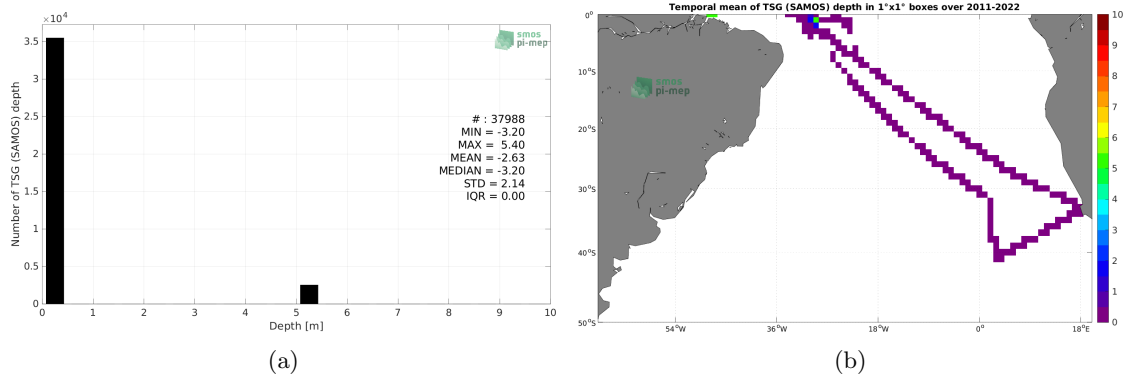 ×10⁴
3.5
3
2.5
2
1.5
1
0.5
0
Number of TSG (SAMOS) depth
0 1 2 3 4 5 6 7 8 9 10
Depth [m]
smos
pi-mep
# : 37988
MIN = -3.20
MAX = 5.40
MEAN = -2.63
MEDIAN = -3.20
STD = 2.14
IQR = 0.00
(a)
Temporal mean of TSG (SAMOS) depth in 1°x1° boxes over 2011-2022
0°
10°S
20°S
30°S
40°S
50°S
54°W 36°W 18°W 0° 18°E
smos
pi-mep
10
9
8
7
6
5
4
3
2
1
0
(b)